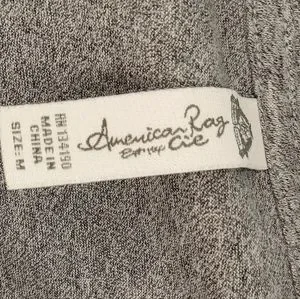 RN 134190
MADE IN
CHINA
SIZE: M
American Rag
Cie